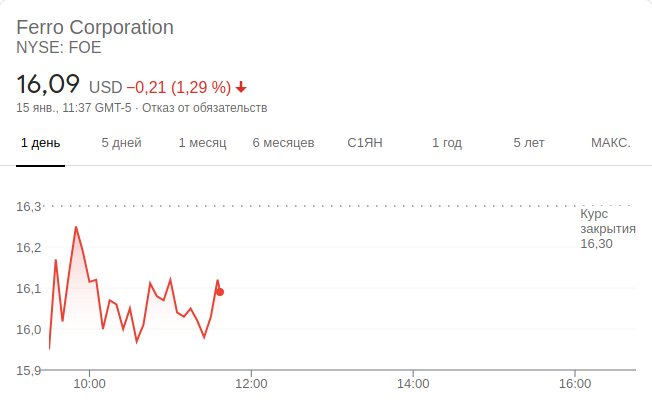 Ferro Corporation
NYSE: FOE
16,09 USD −0,21 (1,29 %)
15 янв., 11:37 GMT-5 · Отказ от обязательств
1 день 5 дней 1 месяц 6 месяцев С1ЯН 1 год 5 лет МАКС.
16,3
Курс
закрытия
16,30
16,2
16,1
16,0
15,9
10:00 12:00 14:00 16:00